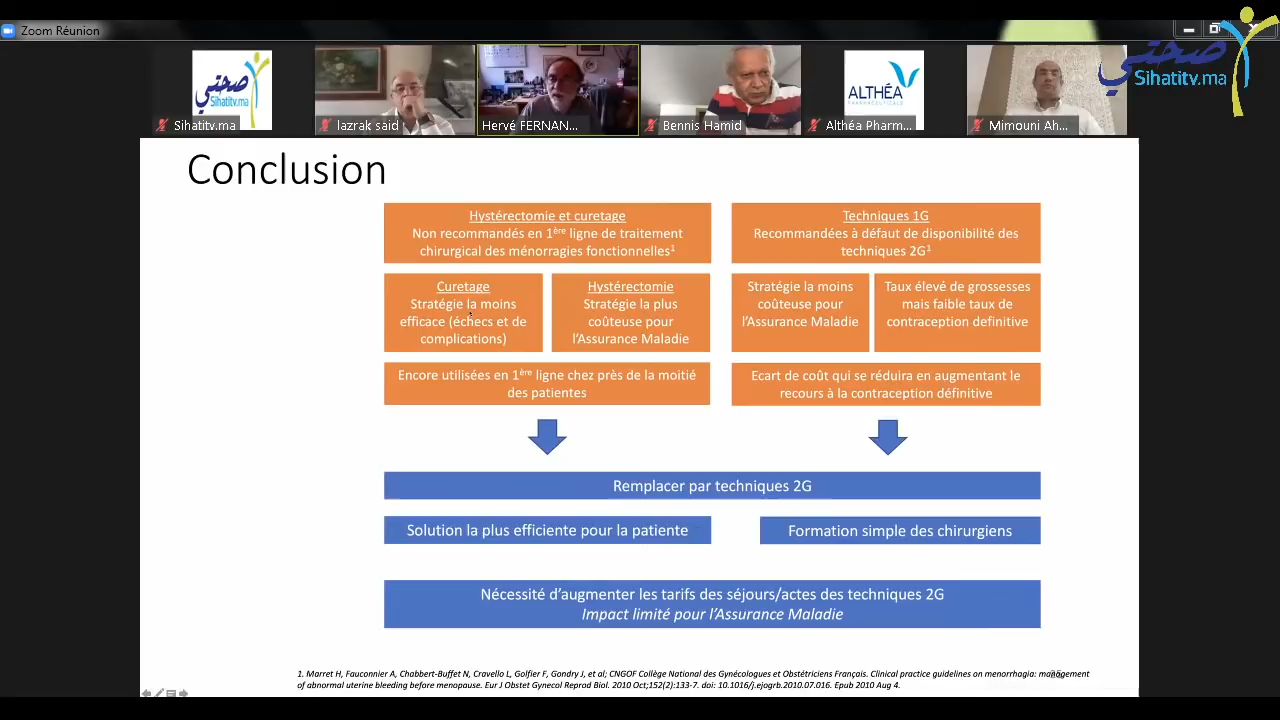 Zoom Réunion
صحتي
Sihatitv.ma
صحتي
Sihatitv.ma
ALTHÉA
PHARMACEUTICALS
Sihatitv.ma
lazrak said
Hervé FERNAN...
Bennis Hamid
Althéa Pharm...
Mimouni Ah...
Conclusion
Hystérectomie et curetage
Non recommandés en 1ère ligne de traitement
chirurgical des ménorragies fonctionnelles1
Techniques 1G
Recommandées à défaut de disponibilité des
techniques 2G1
Curetage
Stratégie la moins
efficace (échecs et de
complications)
Hystérectomie
Stratégie la plus
coûteuse pour
l'Assurance Maladie
Stratégie la moins
coûteuse pour
l'Assurance Maladie
Taux élevé de grossesses
mais faible taux de
contraception definitive
Encore utilisées en 1ère ligne chez près de la moitié
des patientes
Ecart de coût qui se réduira en augmentant le
recours à la contraception définitive
Remplacer par techniques 2G
Solution la plus efficiente pour la patiente
Formation simple des chirurgiens
Nécessité d'augmenter les tarifs des séjours/actes des techniques 2G
Impact limité pour l'Assurance Maladie
1. Marret H, Fauconnier A, Chabbert-Buffet N, Cravello L, Golfier F, Gondry J, et al; CNGOF Collège National des Gynécologues et Obstétriciens Français. Clinical practice guidelines on menorrhagia: management
of abnormal uterine bleeding before menopause. Eur J Obstet Gynecol Reprod Biol. 2010 Oct;152(2):133-7. doi: 10.1016/j.ejogrb.2010.07.016. Epub 2010 Aug 4.